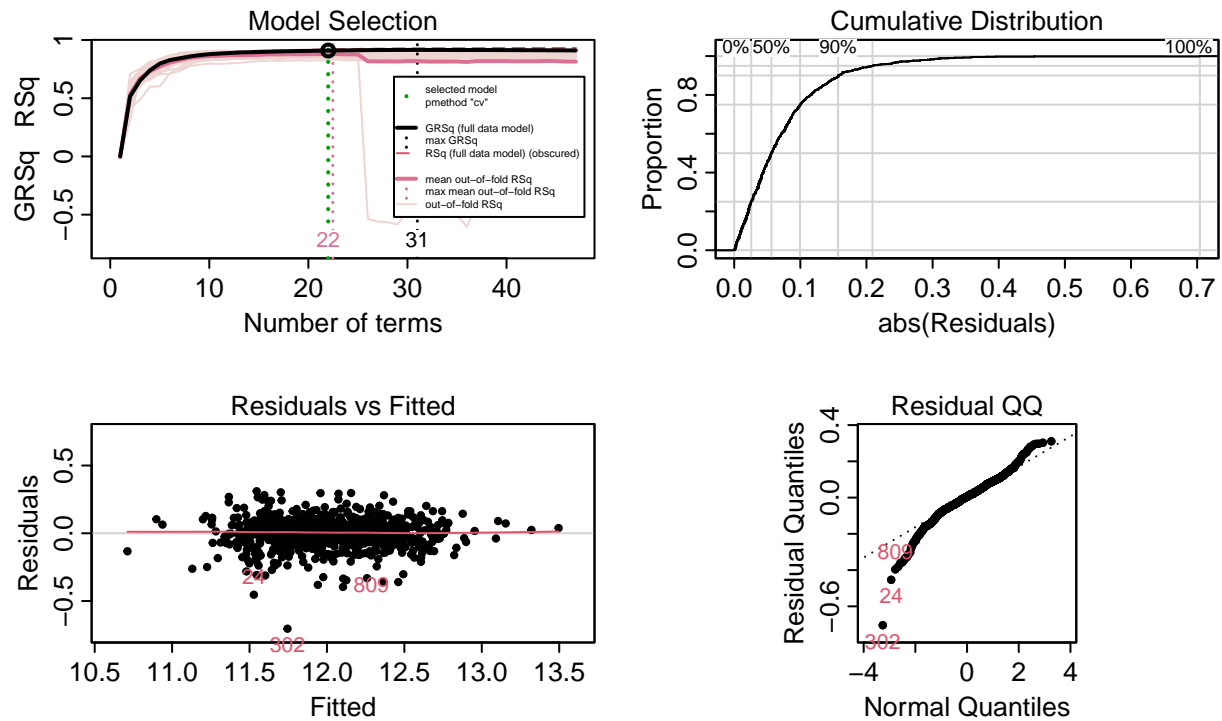 Model Selection
GRSq   RSq
−0.5
0
0.5
1
selected model
pmethod "cv"
GRSq (full data model)
max GRSq
RSq (full data model) (obscured)
mean out−of−fold RSq
max mean out−of−fold RSq
out−of−fold RSq
22
31
0
10
20
30
40
Number of terms
Cumulative Distribution
Proportion
0.0
0.4
0.8
0%
50%
90%
100%
0.0
0.1
0.2
0.3
0.4
0.5
0.6
0.7
abs(Residuals)
Residuals vs Fitted
Residuals
−0.5
0.0
0.5
24
809
302
10.5
11.0
11.5
12.0
12.5
13.0
13.5
Fitted
Residual QQ
Residual Quantiles
−0.6
0.0
0.4
809
24
302
−4
0
2
4
Normal Quantiles